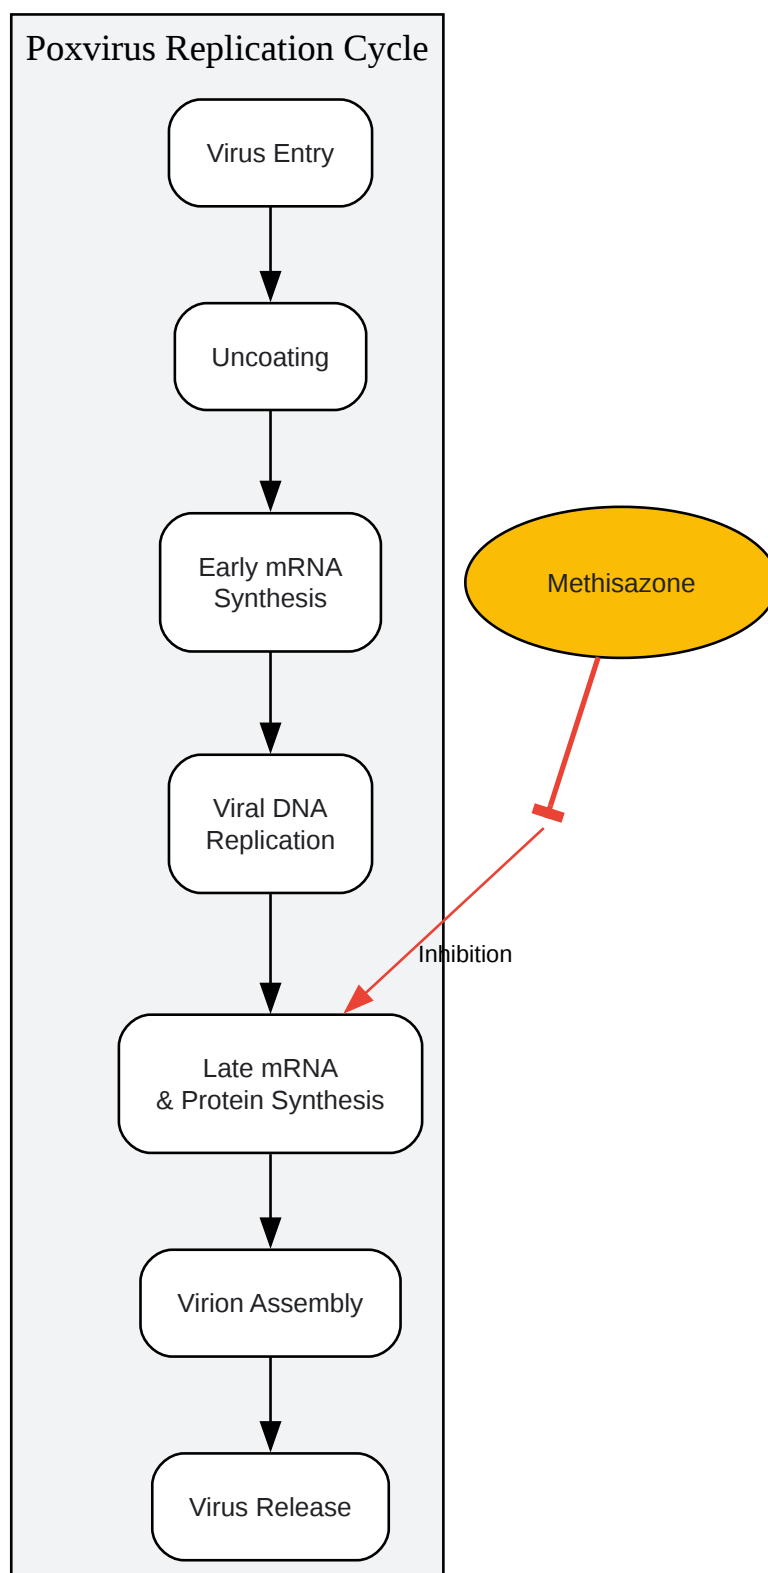 Poxvirus Replication Cycle
Virus Entry
Uncoating
Early mRNA
Synthesis
Methisazone
Viral DNA
Replication
Inhibition
Late mRNA
& Protein Synthesis
Virion Assembly
Virus Release